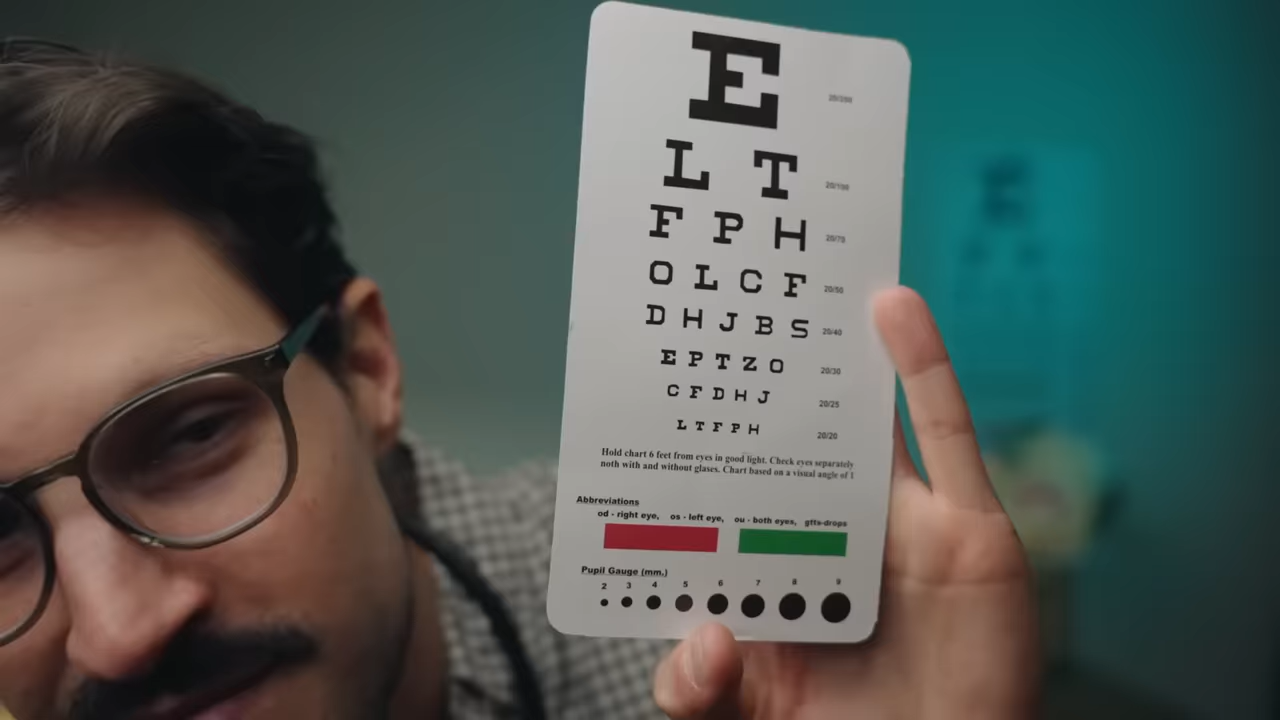 E 20/200
L T 20/100
F P H 20/70
O L C F 20/50
D H J B S 20/40
E P T Z O 20/30
C F D H J 20/25
L T F P H 20/20
Hold chart 6 feet from eyes in good light. Check eyes separately
noth with and without glases. Chart based on a visual angle of 1
Abbreviations
od - right eye, os - left eye, ou - both eyes, gtts-drops
Pupil Gauge (mm.)
2 3 4 5 6 7 8 9